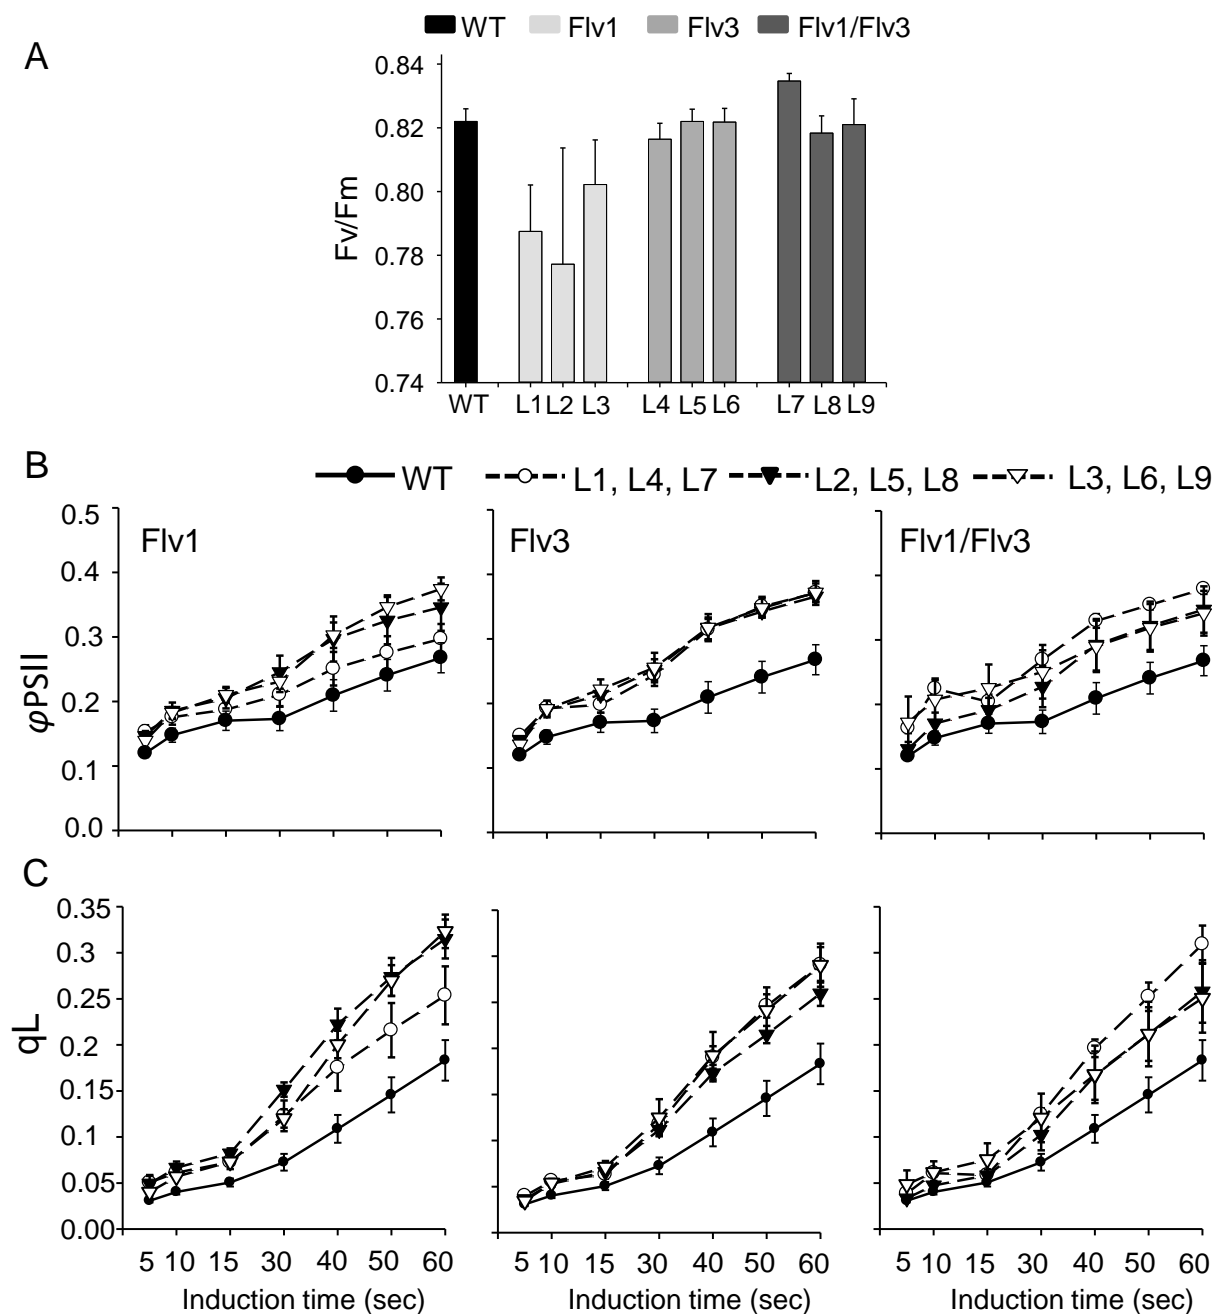 WT Flv1 Flv3 Flv1/Flv3
A
0.84
0.82
0.80
0.78
0.76
0.74
Fv/Fm
WT L1 L2 L3 L4 L5 L6 L7 L8 L9
B
WT L1, L4, L7 L2, L5, L8 L3, L6, L9
Flv1 Flv3 Flv1/Flv3
0.5
0.4
0.3
0.2
0.1
0.0
φPSII
C
0.35
0.3
0.25
0.2
0.15
0.1
0.05
0.00
qL
5 10 15 30 40 50 60 5 10 15 30 40 50 60 5 10 15 30 40 50 60
Induction time (sec) Induction time (sec) Induction time (sec)